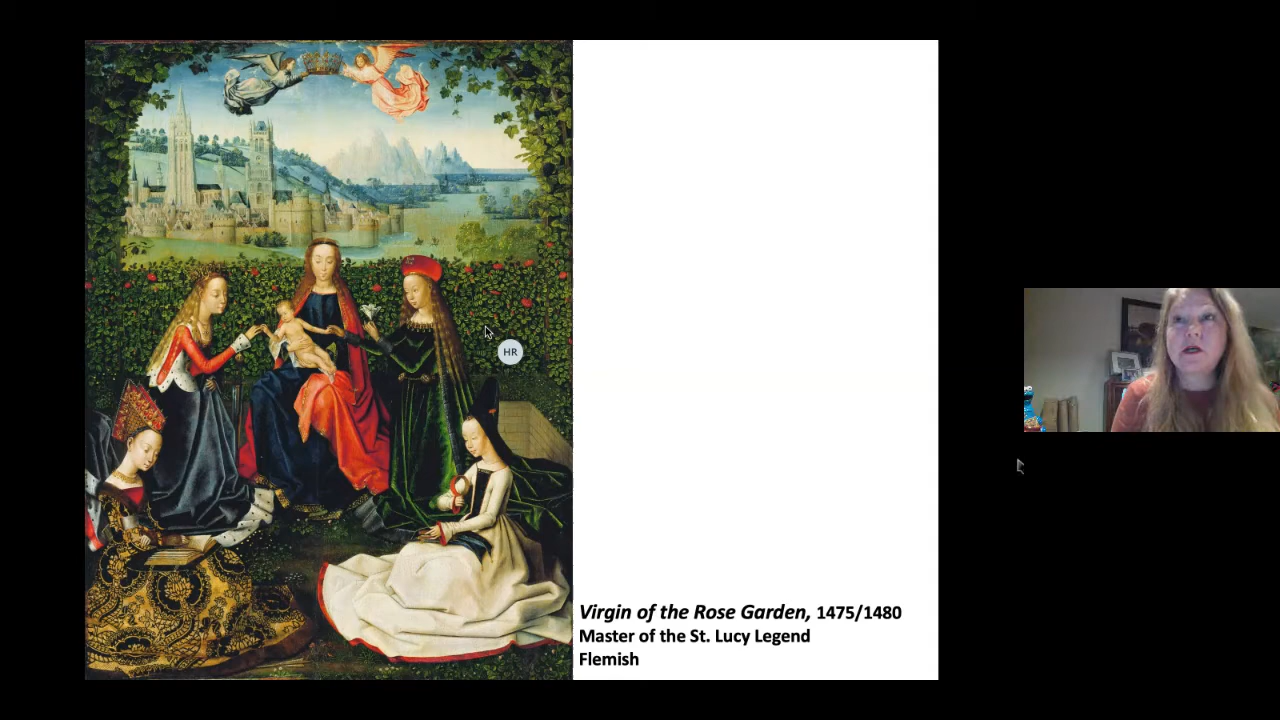 HR
Virgin of the Rose Garden, 1475/1480
Master of the St. Lucy Legend
Flemish